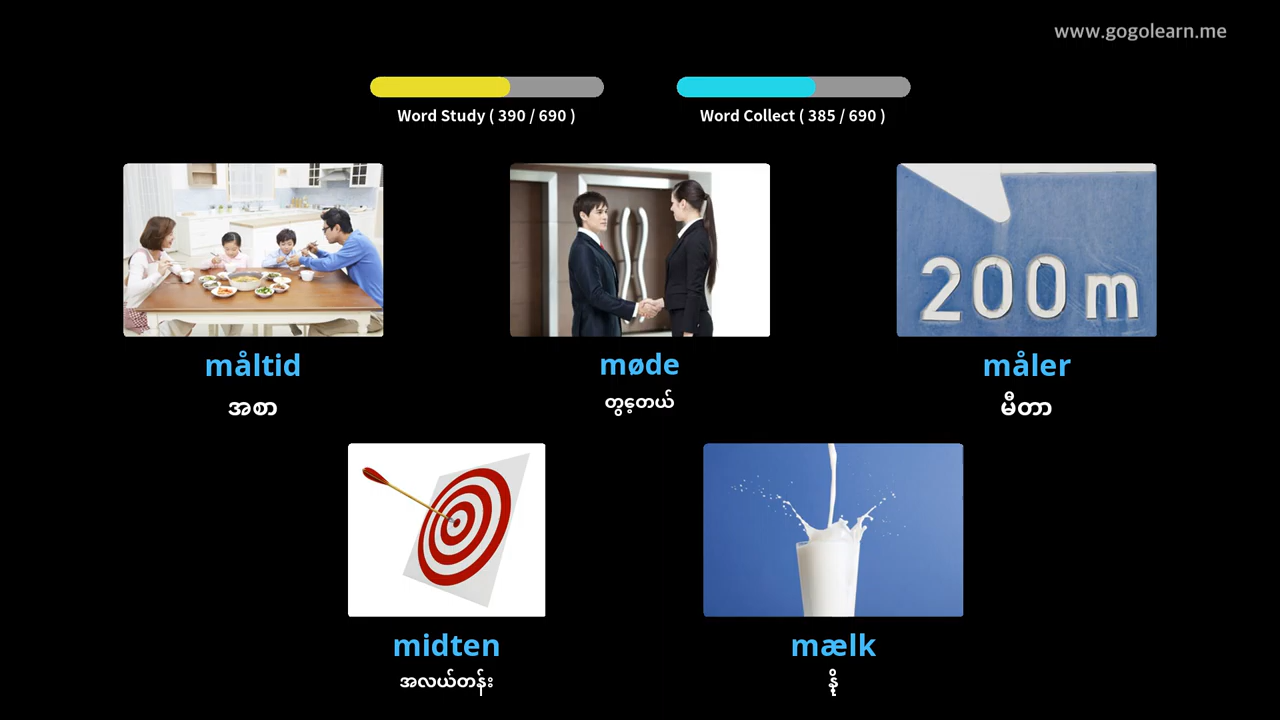 www.gogolearn.me
Word Study ( 390 / 690 )
Word Collect ( 385 / 690 )
200m
måltid
møde
måler
အစာ
တွေ့တယ်
မီတာ
midten
mælk
အလယ်တန်း
နို့